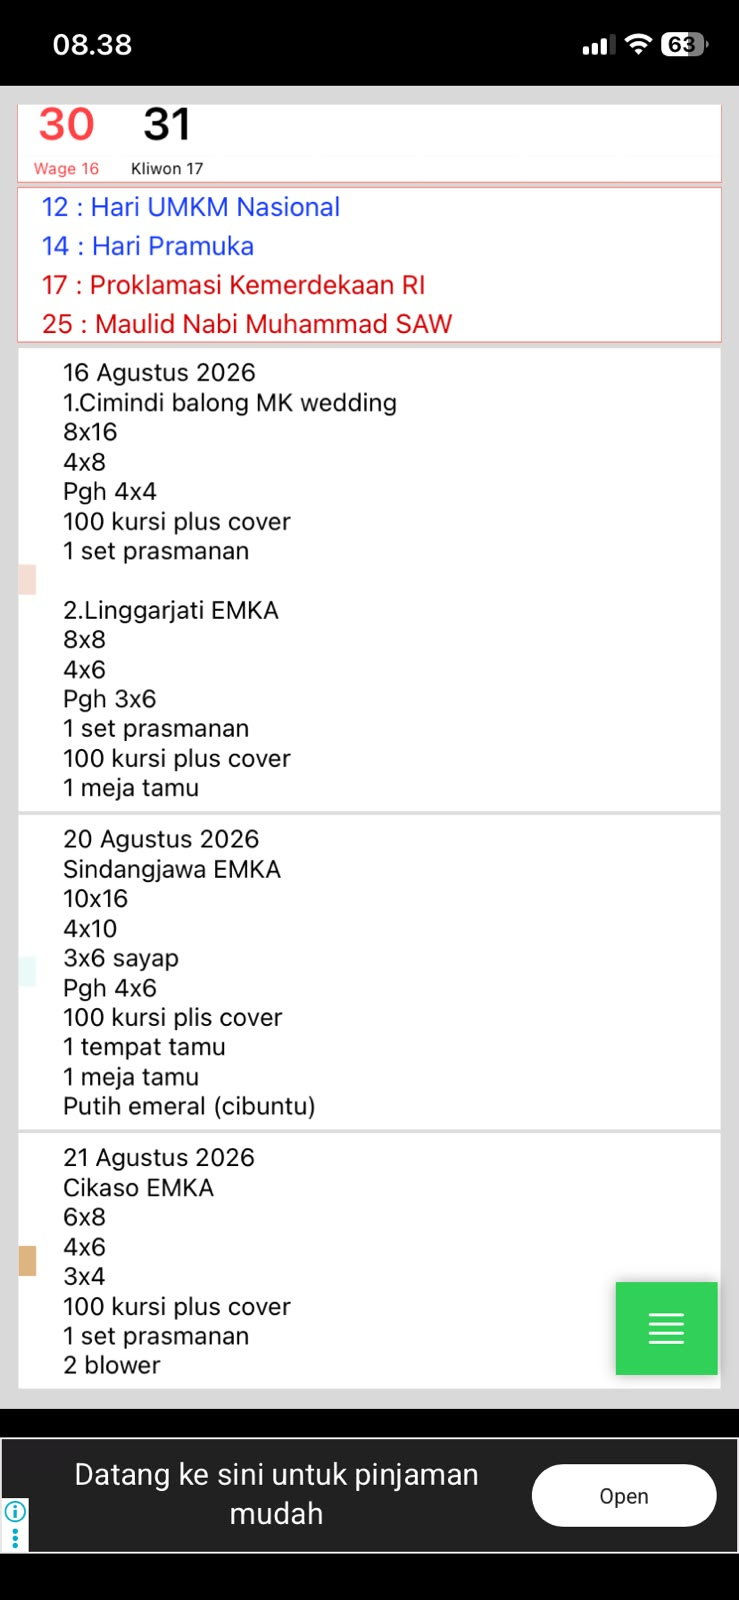 08.38
63
30 31
Wage 16 Kliwon 17
12 : Hari UMKM Nasional
14 : Hari Pramuka
17 : Proklamasi Kemerdekaan RI
25 : Maulid Nabi Muhammad SAW
16 Agustus 2026
1.Cimindi balong MK wedding
8x16
4x8
Pgh 4x4
100 kursi plus cover
1 set prasmanan
2.Linggarjati EMKA
8x8
4x6
Pgh 3x6
1 set prasmanan
100 kursi plus cover
1 meja tamu
20 Agustus 2026
Sindangjawa EMKA
10x16
4x10
3x6 sayap
Pgh 4x6
100 kursi plis cover
1 tempat tamu
1 meja tamu
Putih emeral (cibuntu)
21 Agustus 2026
Cikaso EMKA
6x8
4x6
3x4
100 kursi plus cover
1 set prasmanan
2 blower
Datang ke sini untuk pinjaman
mudah
Open